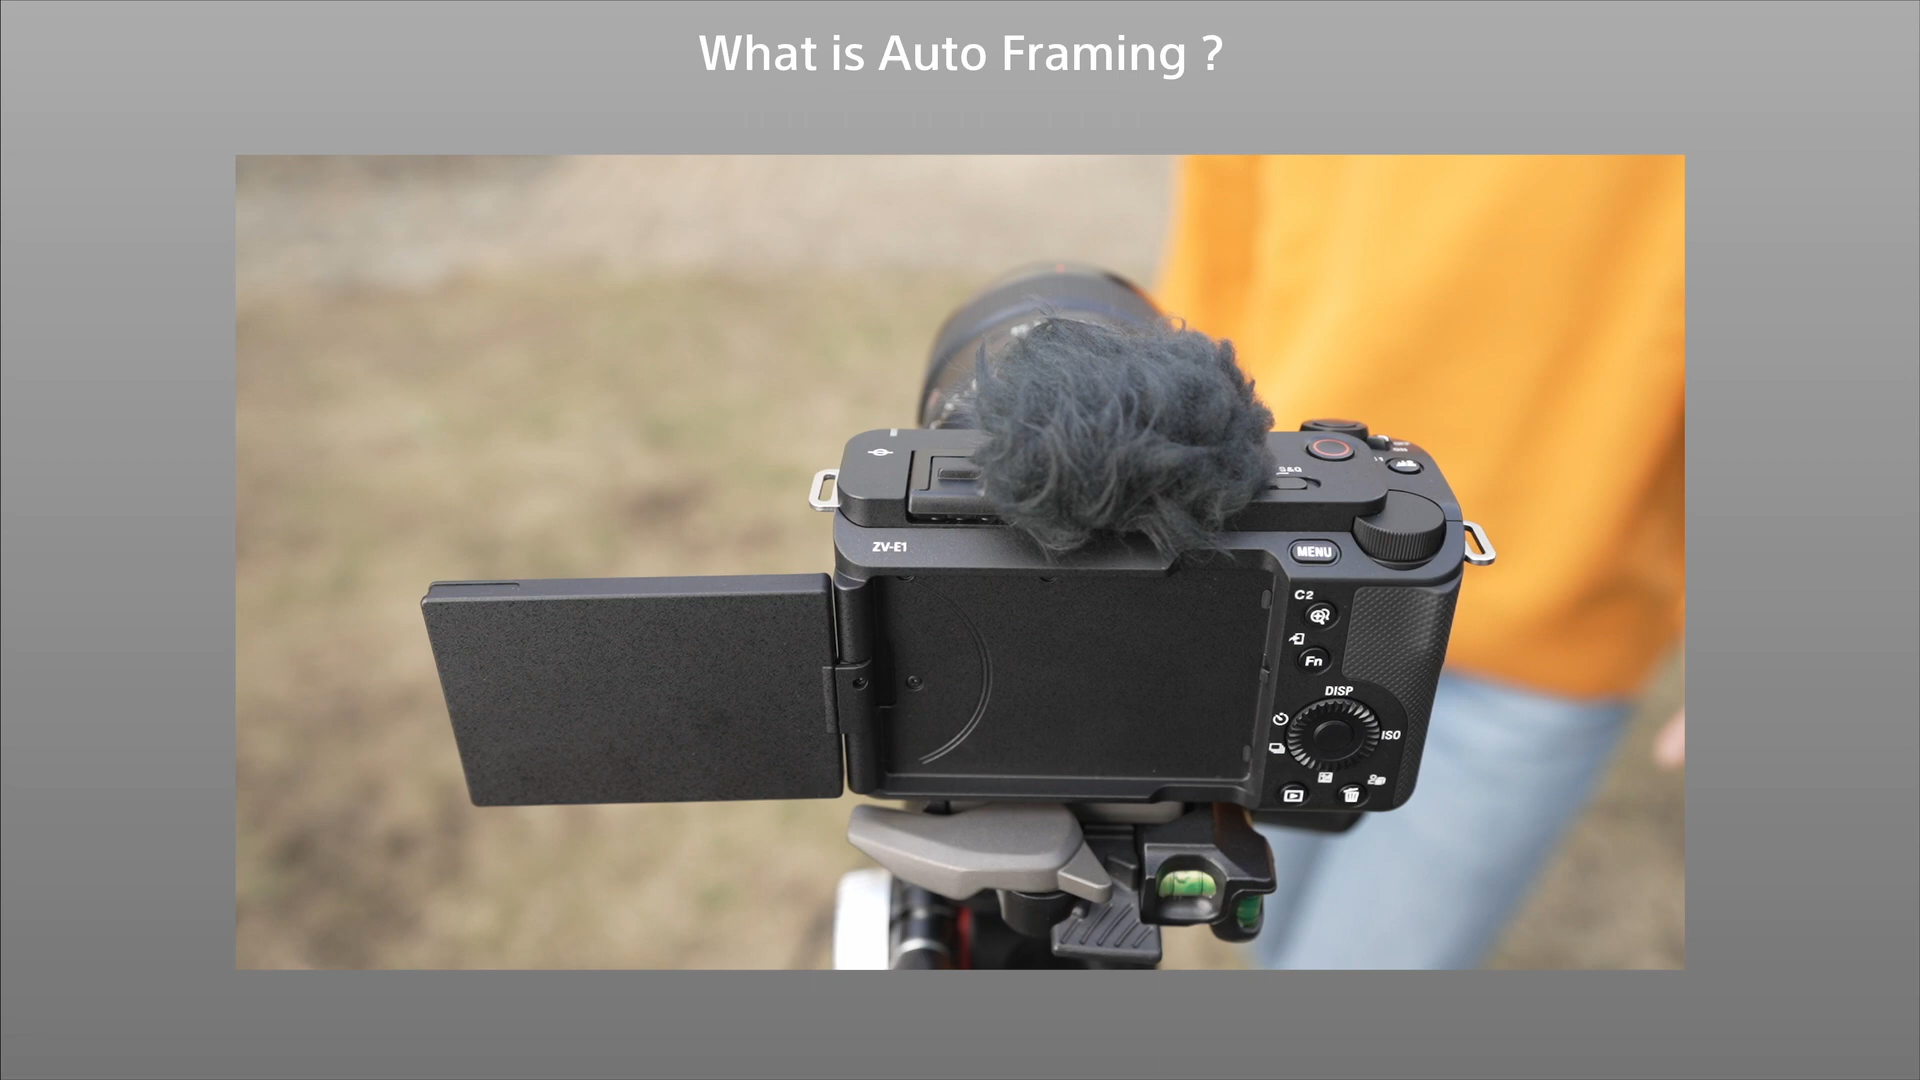 What is Auto Framing ?
S&Q
ZV-E1
MENU
C2
Fn
DISP
ISO